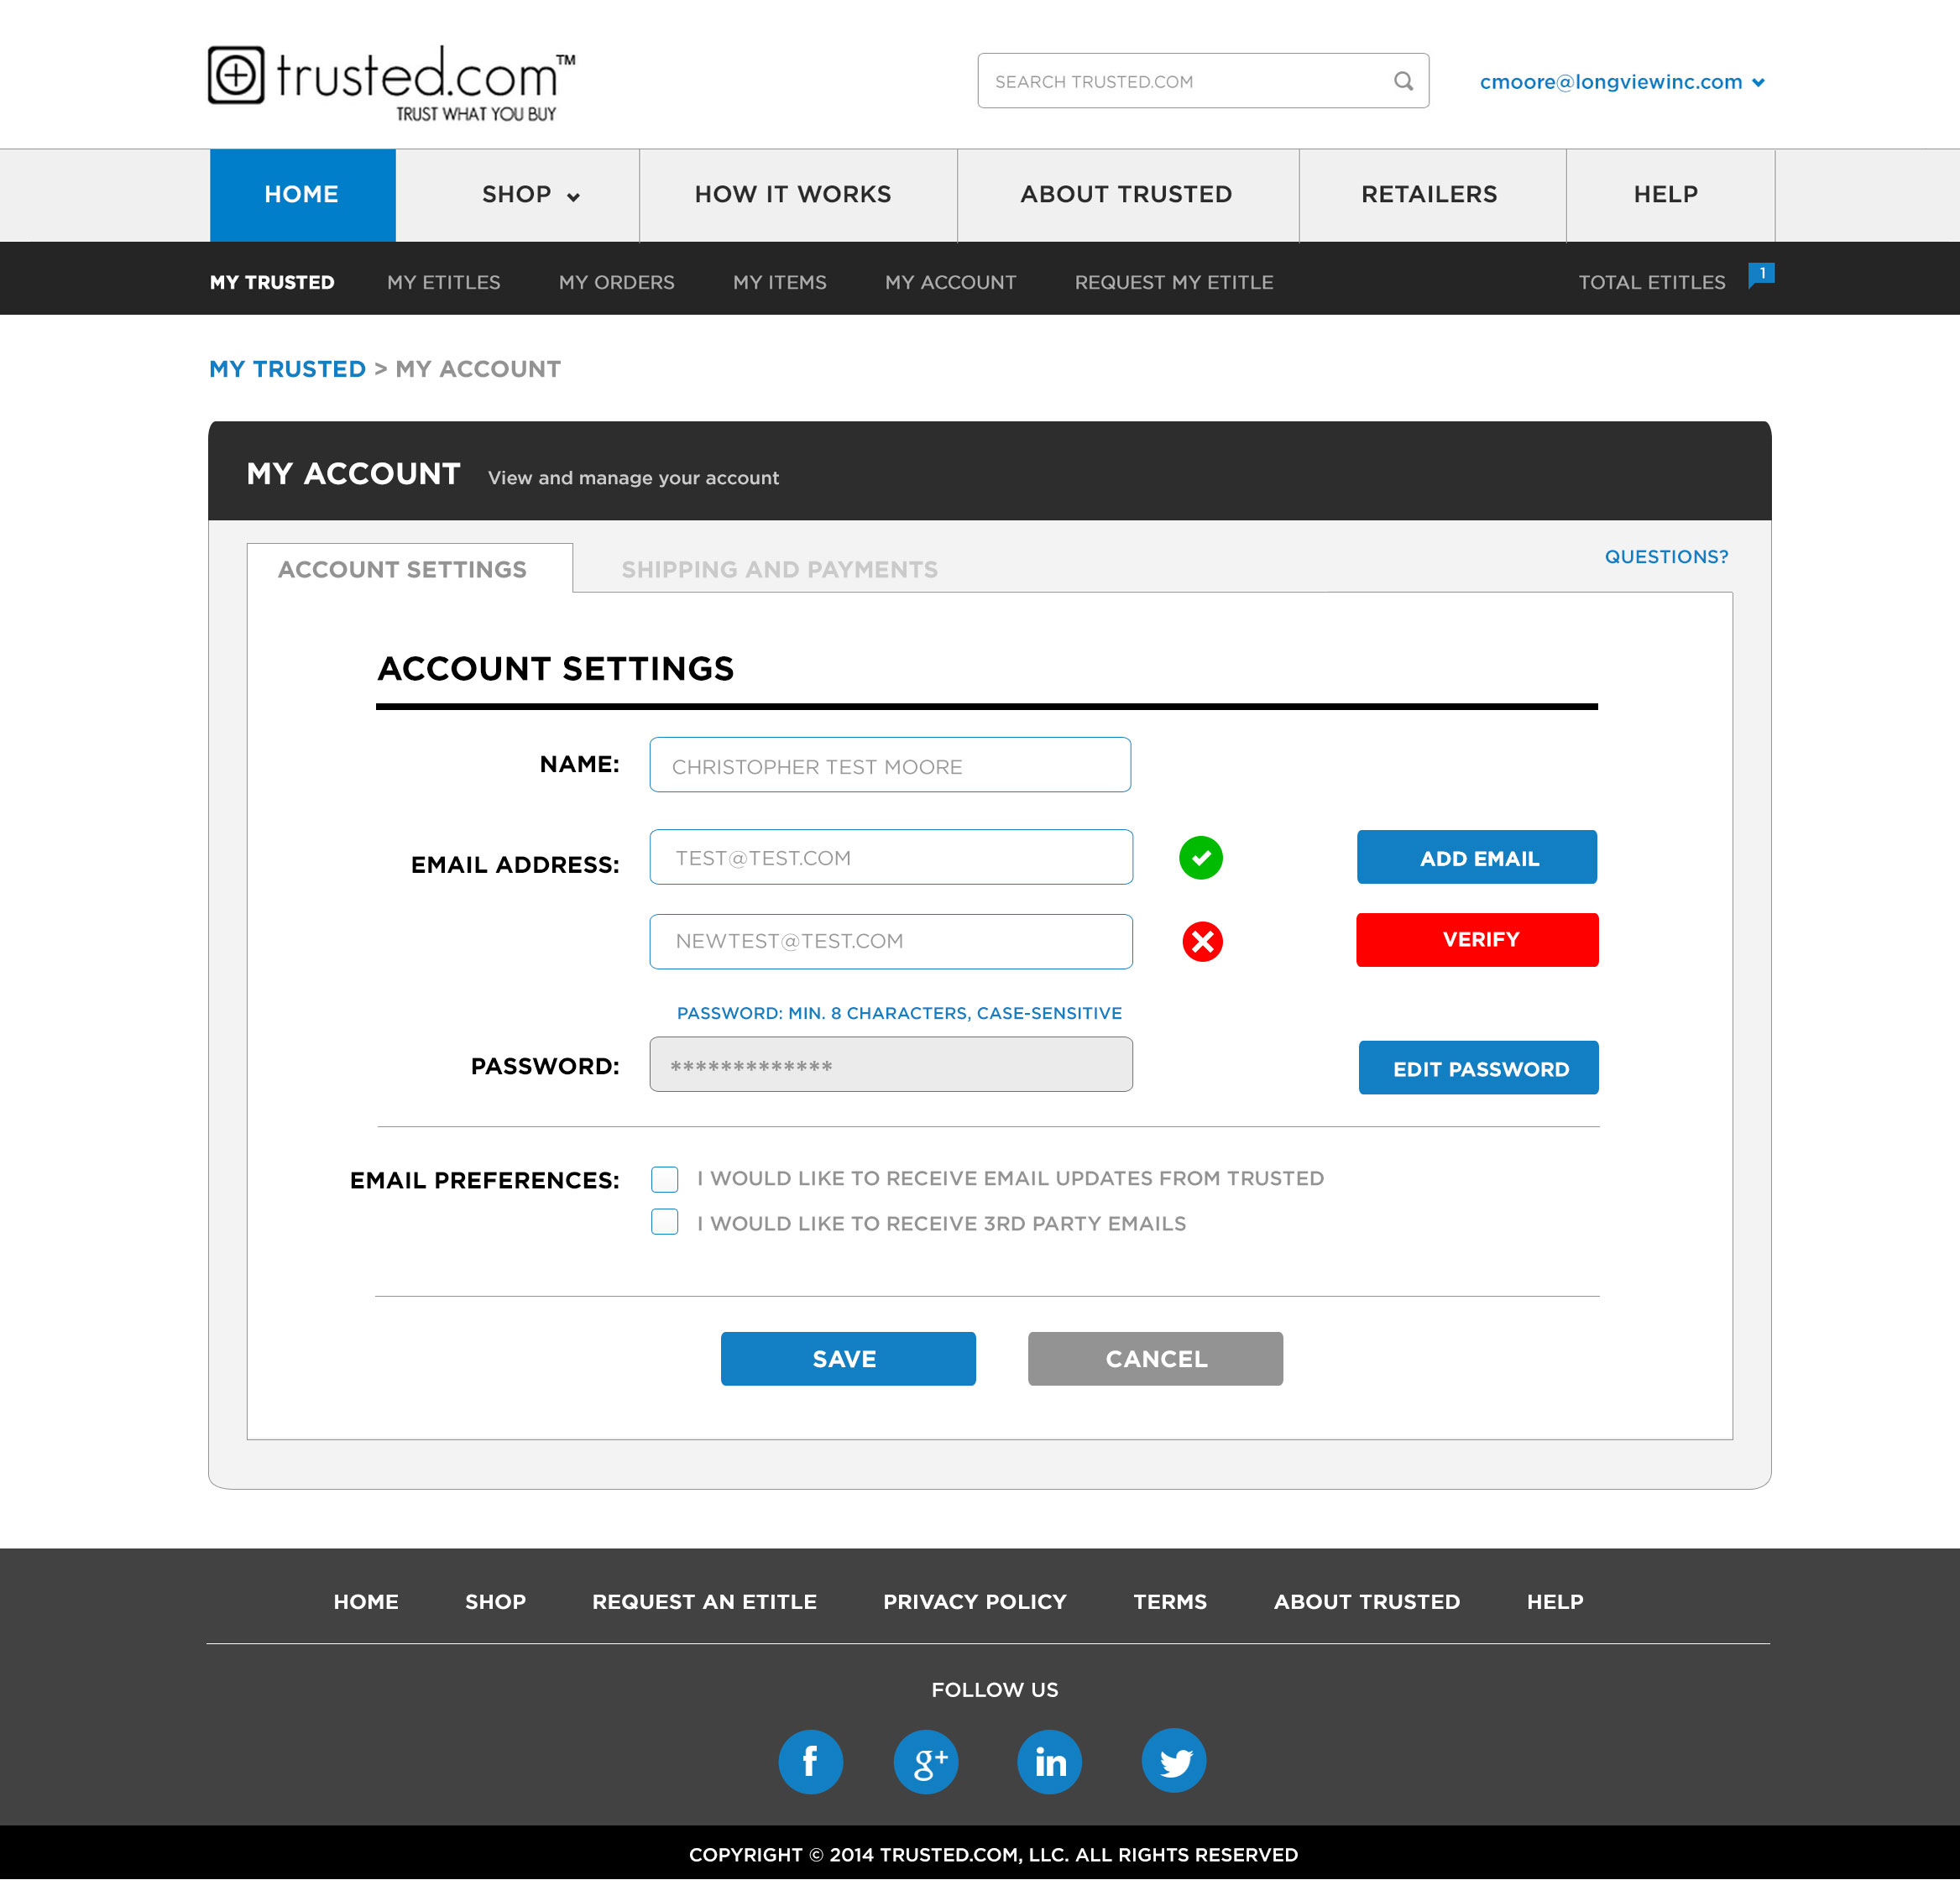 trusted.com™
TRUST WHAT YOU BUY
SEARCH TRUSTED.COM
cmoore@longviewinc.com
HOME SHOP HOW IT WORKS ABOUT TRUSTED RETAILERS HELP
MY TRUSTED MY ETITLES MY ORDERS MY ITEMS MY ACCOUNT REQUEST MY ETITLE TOTAL ETITLES 1
MY TRUSTED > MY ACCOUNT
MY ACCOUNT View and manage your account
ACCOUNT SETTINGS SHIPPING AND PAYMENTS QUESTIONS?
ACCOUNT SETTINGS
NAME: CHRISTOPHER TEST MOORE
EMAIL ADDRESS: TEST@TEST.COM ADD EMAIL
NEWTEST@TEST.COM VERIFY
PASSWORD: MIN. 8 CHARACTERS, CASE-SENSITIVE
PASSWORD: ************* EDIT PASSWORD
EMAIL PREFERENCES: I WOULD LIKE TO RECEIVE EMAIL UPDATES FROM TRUSTED
I WOULD LIKE TO RECEIVE 3RD PARTY EMAILS
SAVE CANCEL
HOME SHOP REQUEST AN ETITLE PRIVACY POLICY TERMS ABOUT TRUSTED HELP
FOLLOW US
f g+ in
COPYRIGHT © 2014 TRUSTED.COM, LLC. ALL RIGHTS RESERVED